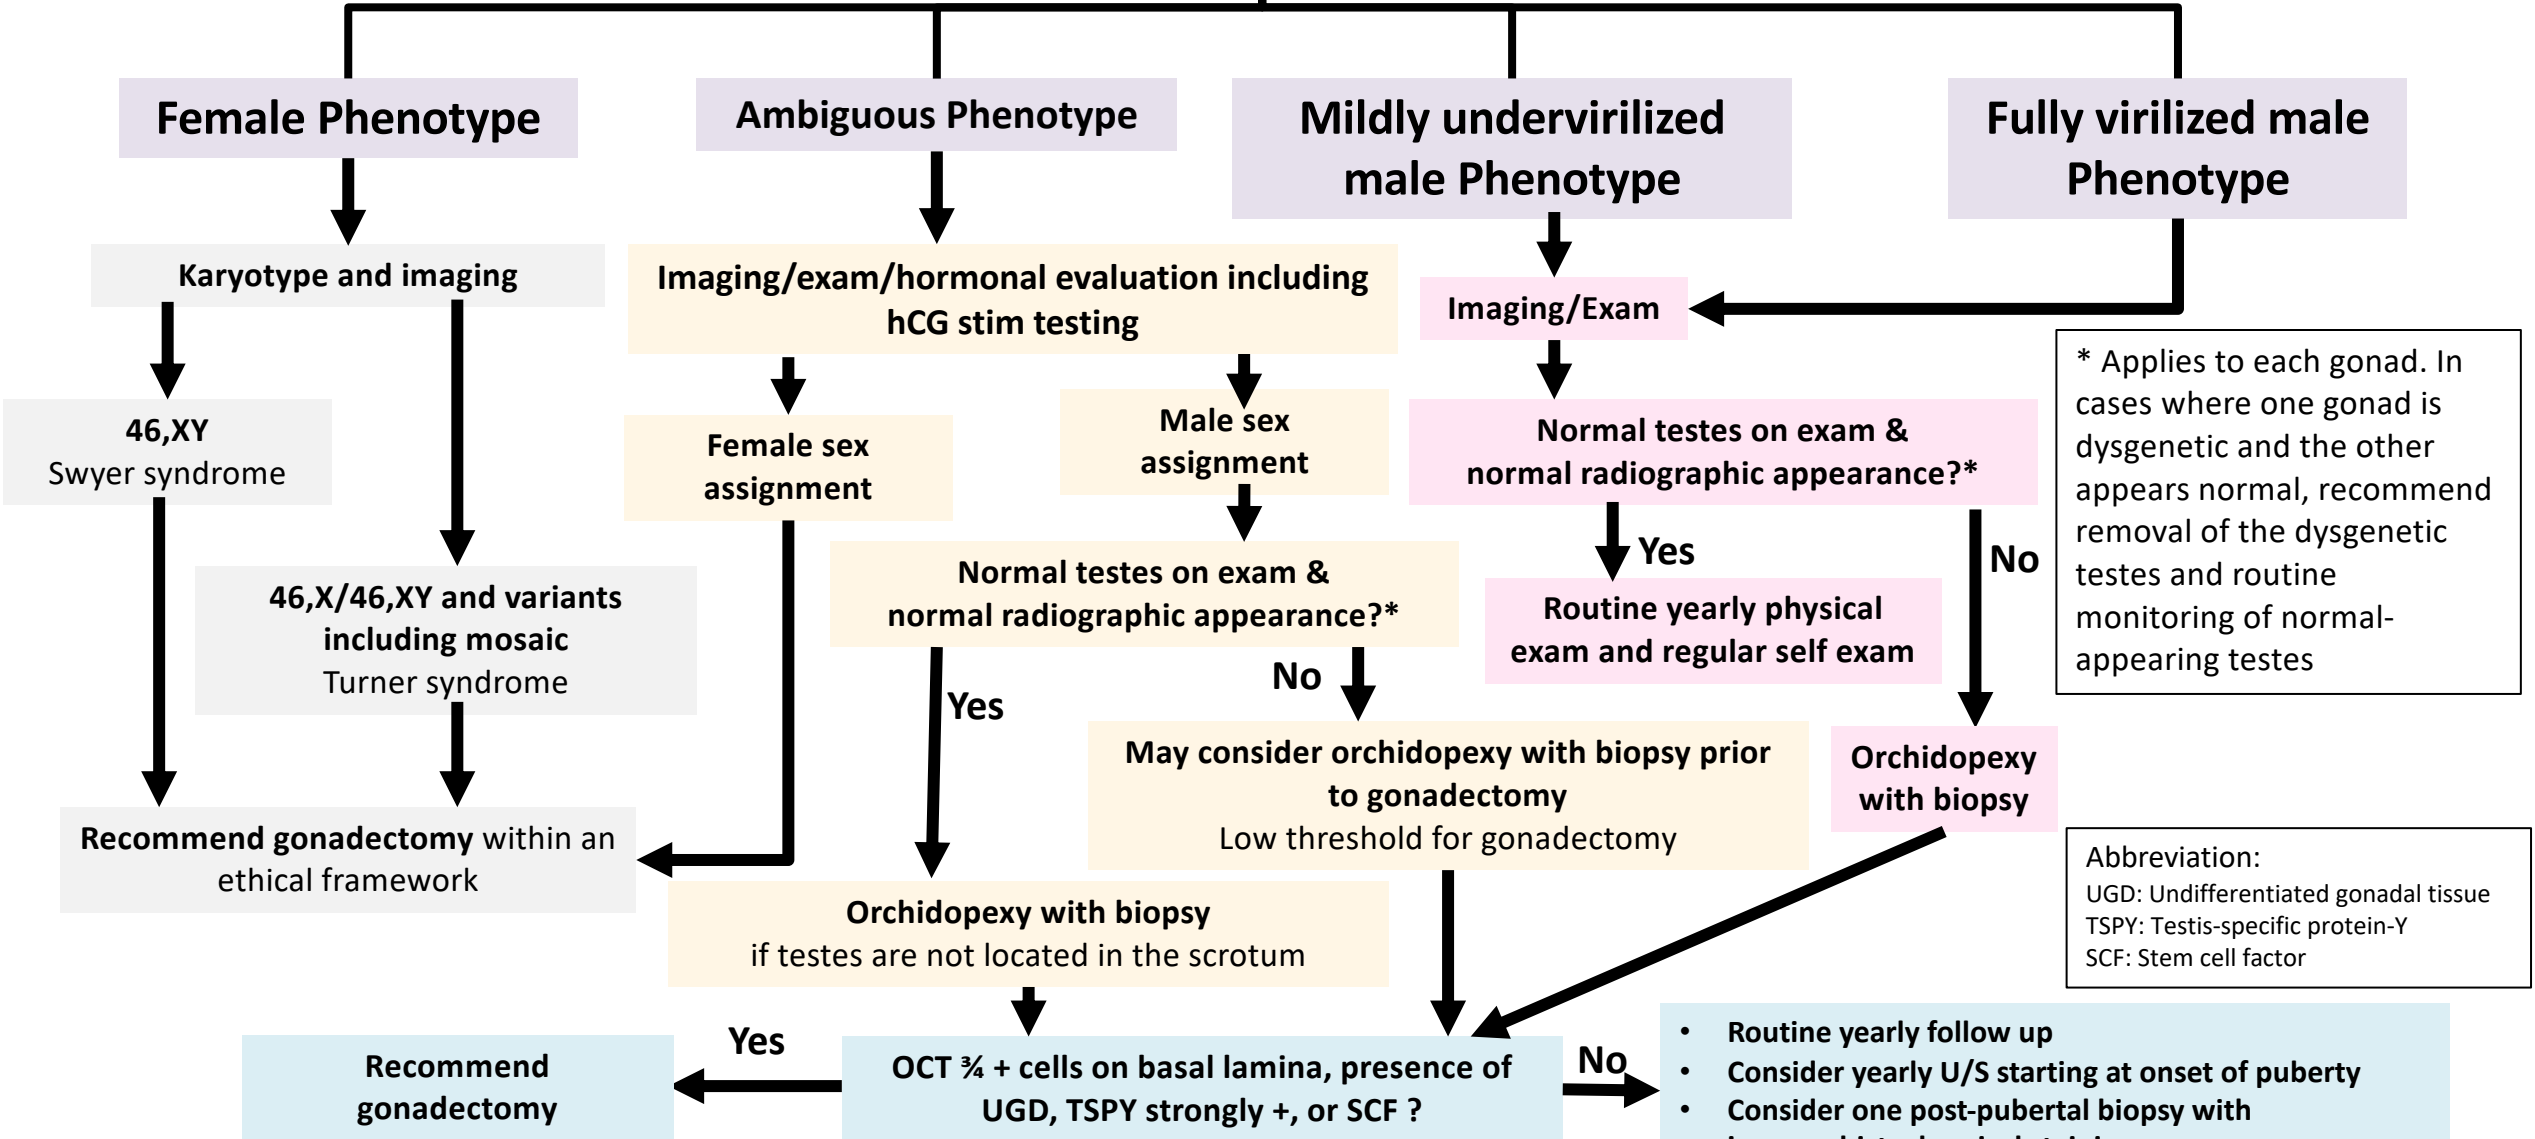 Female Phenotype
Ambiguous Phenotype
Mildly undervirilized
male Phenotype
Fully virilized male
Phenotype
Karyotype and imaging
46,XY
Swyer syndrome
46,X/46,XY and variants
including mosaic
Turner syndrome
Recommend gonadectomy within an
ethical framework
Imaging/exam/hormonal evaluation including
hCG stim testing
Female sex
assignment
Male sex
assignment
Normal testes on exam &
normal radiographic appearance?*
Yes
No
Orchidopexy with biopsy
if testes are not located in the scrotum
May consider orchidopexy with biopsy prior
to gonadectomy
Low threshold for gonadectomy
Imaging/Exam
Normal testes on exam &
normal radiographic appearance?*
Yes
No
Routine yearly physical
exam and regular self exam
Orchidopexy
with biopsy
* Applies to each gonad. In
cases where one gonad is
dysgenetic and the other
appears normal, recommend
removal of the dysgenetic
testes and routine
monitoring of normal-
appearing testes
Abbreviation:
UGD: Undifferentiated gonadal tissue
TSPY: Testis-specific protein-Y
SCF: Stem cell factor
OCT ¾ + cells on basal lamina, presence of
UGD, TSPY strongly +, or SCF ?
Yes
Recommend
gonadectomy
No
• Routine yearly follow up
• Consider yearly U/S starting at onset of puberty
• Consider one post-pubertal biopsy with